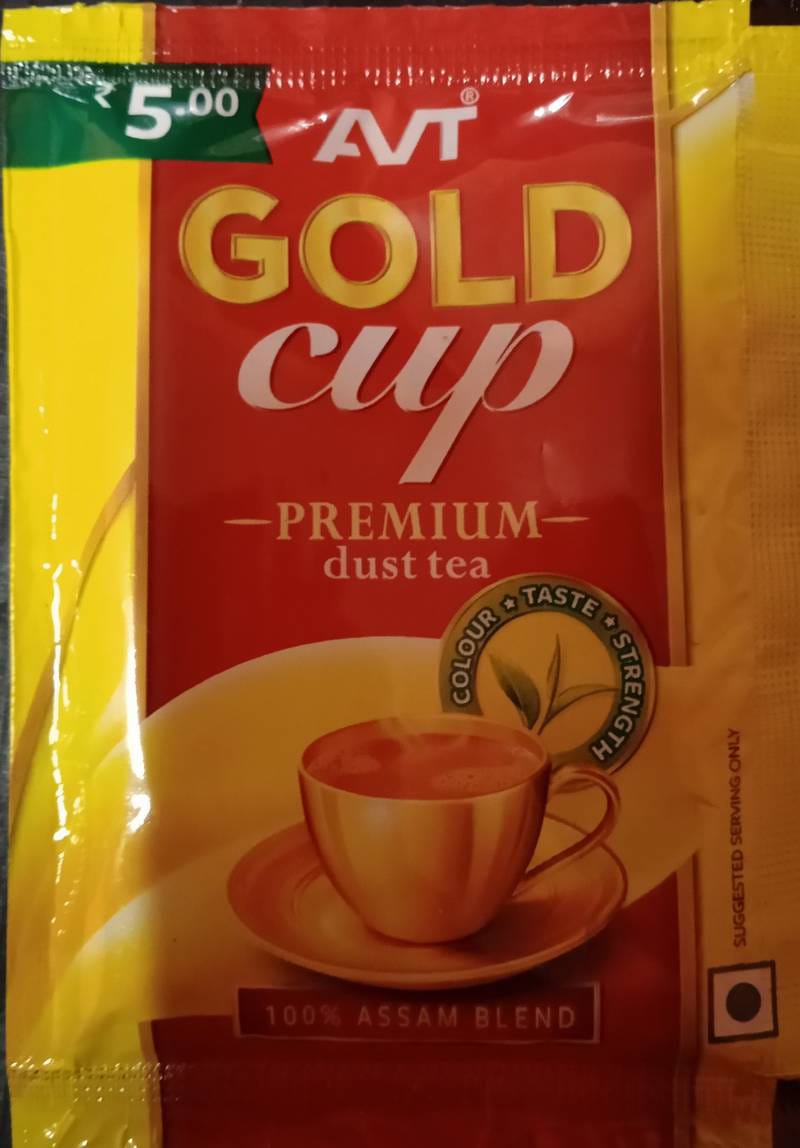 ₹5.00
AVT®
GOLD
cup
PREMIUM
dust tea
COLOUR ★ TASTE ★ STRENGTH
SUGGESTED SERVING ONLY
100% ASSAM BLEND